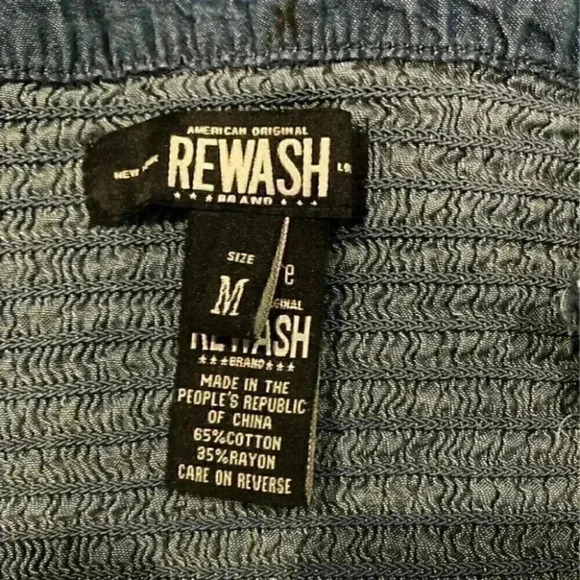 AMERICAN ORIGINAL
NEW
REWASH
BRAND
SIZE
M
REWASH
BRAND
MADE IN THE
PEOPLE'S REPUBLIC
OF CHINA
65%COTTON
35%RAYON
CARE ON REVERSE